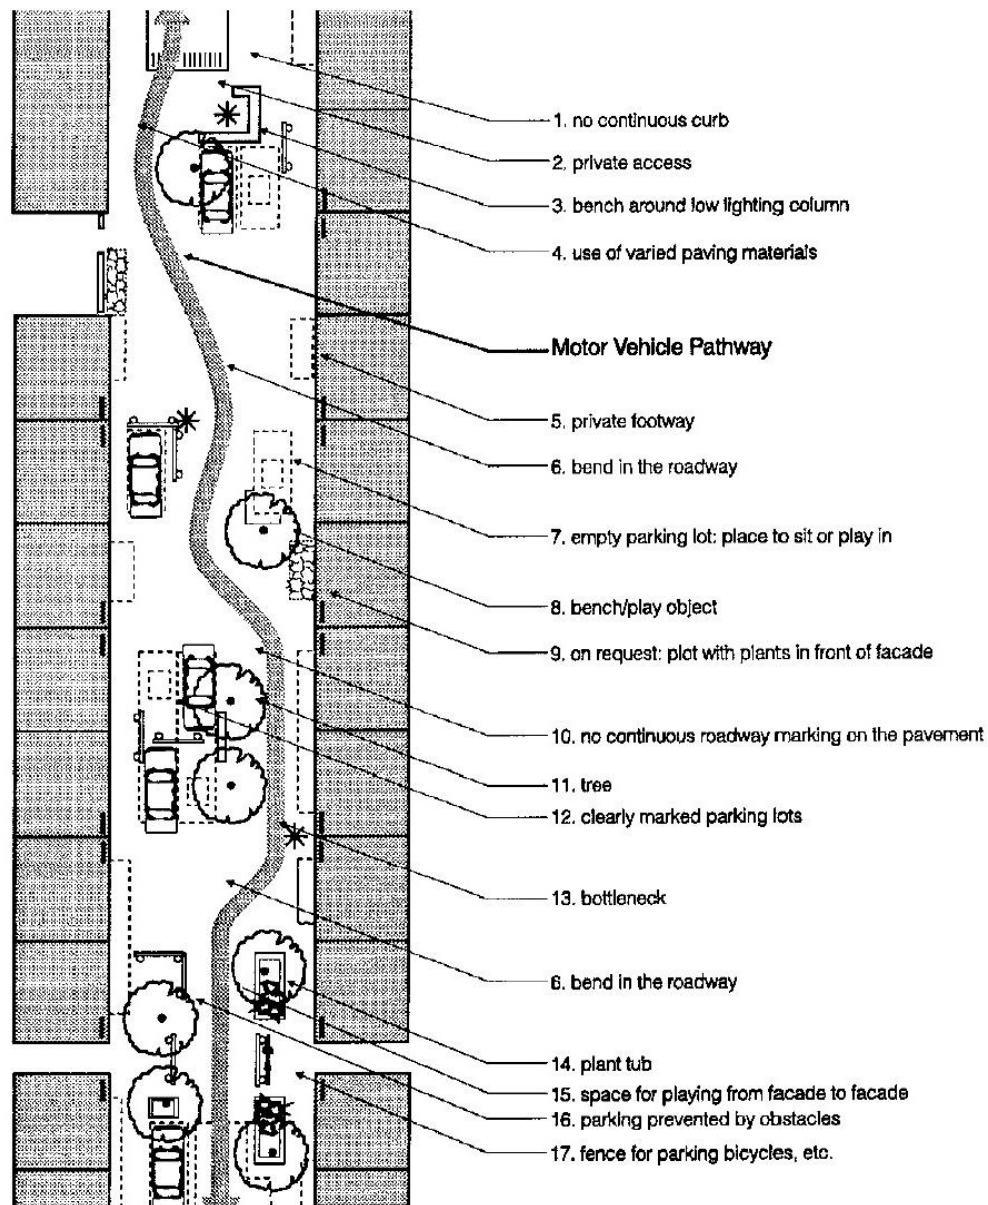 1. no continuous curb
2. private access
3. bench around low lighting column
4. use of varied paving materials
Motor Vehicle Pathway
5. private footway
6. bend in the roadway
7. empty parking lot: place to sit or play in
8. bench/play object
9. on request: plot with plants in front of facade
10. no continuous roadway marking on the pavement
11. tree
12. clearly marked parking lots
13. bottleneck
6. bend in the roadway
14. plant tub
15. space for playing from facade to facade
16. parking prevented by obstacles
17. fence for parking bicycles, etc.